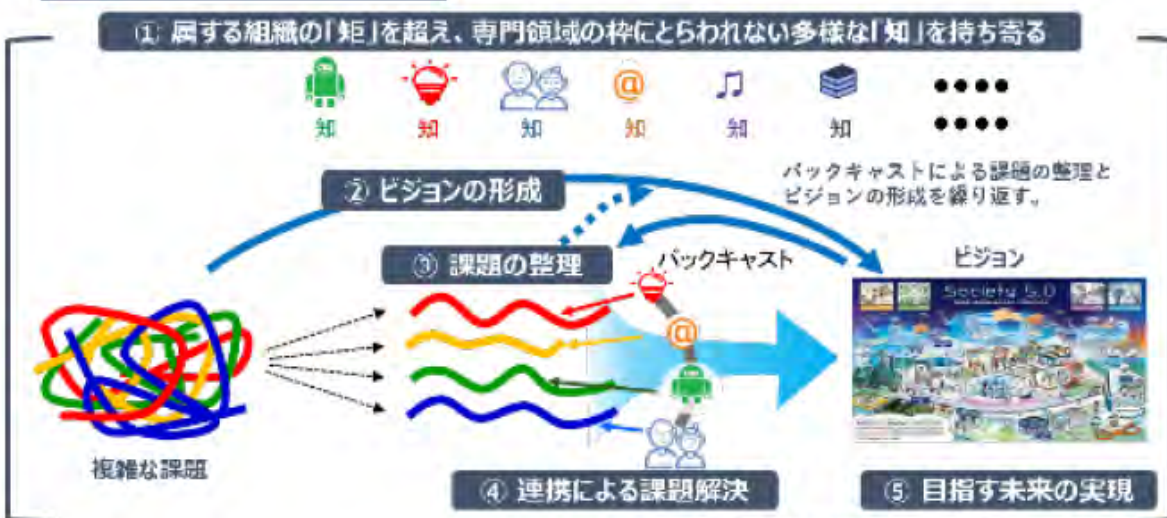 ① 属する組織の「矩」を超え、専門領域の枠にとらわれない多様な「知」を持ち寄る
@
知 知 知 知 知 知
② ビジョンの形成
バックキャストによる課題の整理と
ビジョンの形成を繰り返す。
③ 課題の整理
バックキャスト
ビジョン
Society 5.0
@
複雑な課題
④ 連携による課題解決
⑤ 目指す未来の実現